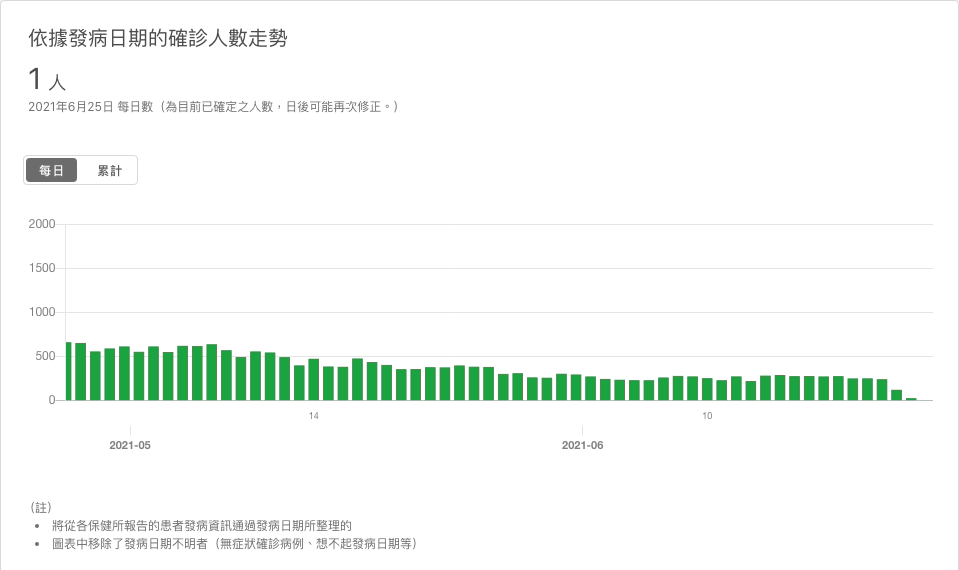 依據發病日期的確診人數走勢
1 人
2021年6月25日 每日數（為目前已確定之人數，日後可能再次修正。）
每日 累計
2000
1500
1000
500
0
14 10
2021-05 2021-06
（註）
• 將從各保健所報告的患者發病資訊通過發病日期所整理的
• 圖表中移除了發病日期不明者（無症狀確診病例、想不起發病日期等）